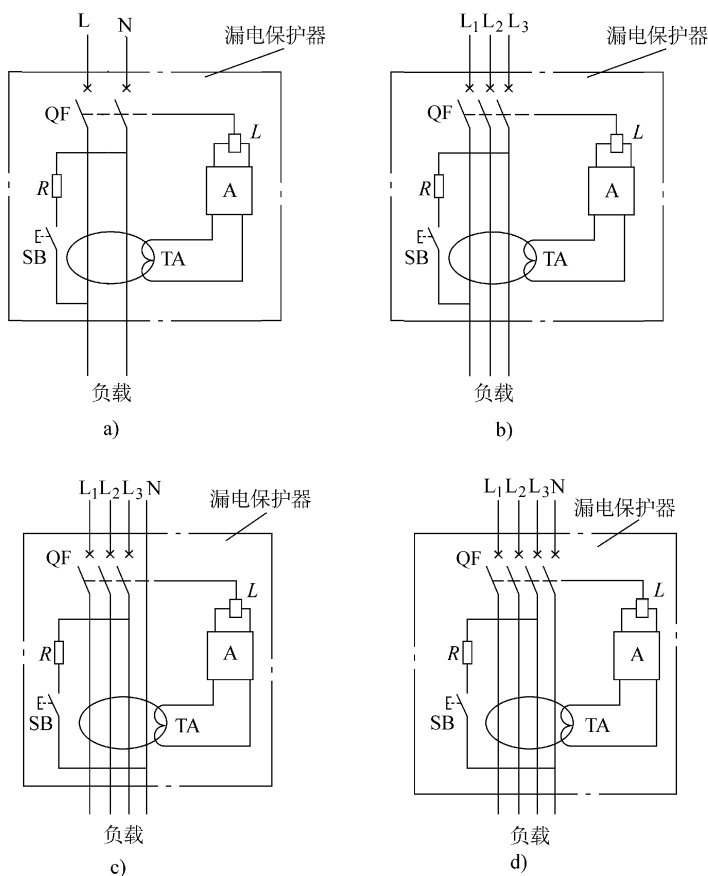 L N 漏电保护器
QF
L
R
A
SB
TA
负载
a)
L1 L2 L3 漏电保护器
QF
L
R
A
SB
TA
负载
b)
L1 L2 L3 N 漏电保护器
QF
L
R
A
SB
TA
负载
c)
L1 L2 L3 N 漏电保护器
QF
L
R
A
SB
TA
负载
d)